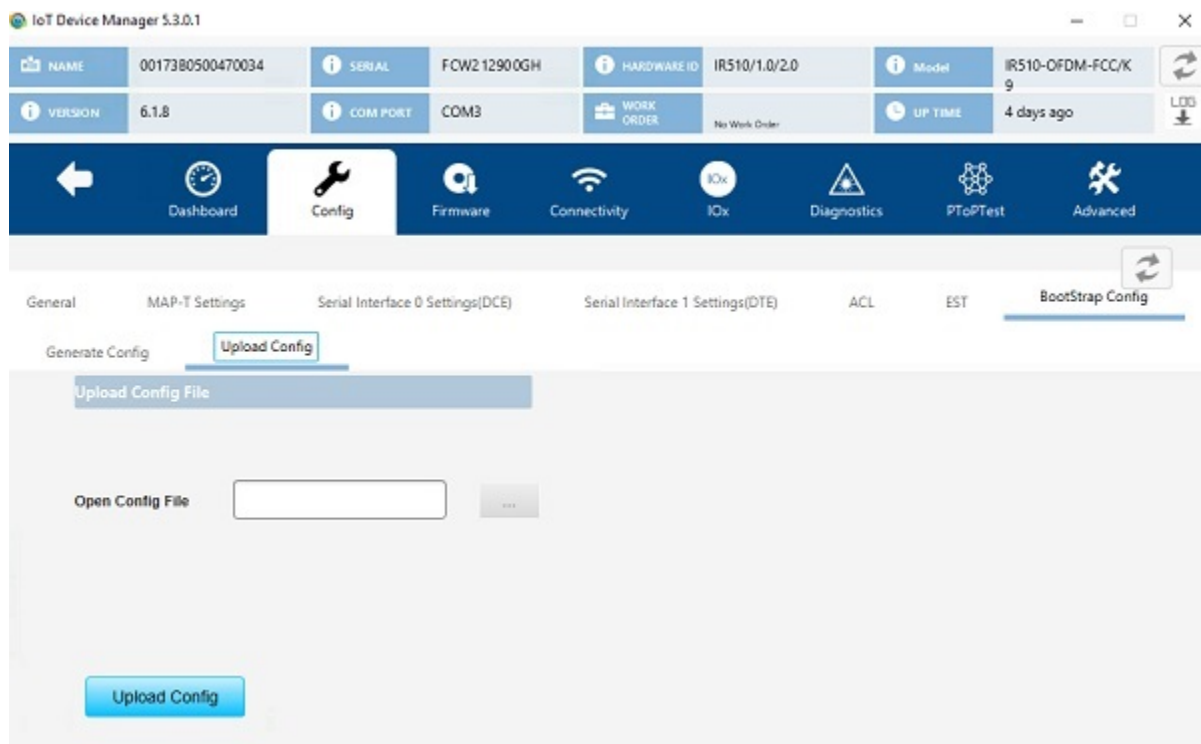 IoT Device Manager 5.3.0.1
NAME 00173B0500470034 SERIAL FCW212900GH HARDWARE ID IR510/1.0/2.0 Model IR510-OFDM-FCC/K
9
VERSION 6.1.8 COM PORT COM3 WORK ORDER No Work Order UP TIME 4 days ago LOG
Dashboard Config Firmware Connectivity IOx IOx Diagnostics PToPTest Advanced
General MAP-T Settings Serial Interface 0 Settings(DCE) Serial Interface 1 Settings(DTE) ACL EST BootStrap Config
Generate Config Upload Config
Upload Config File
Open Config File ...
Upload Config